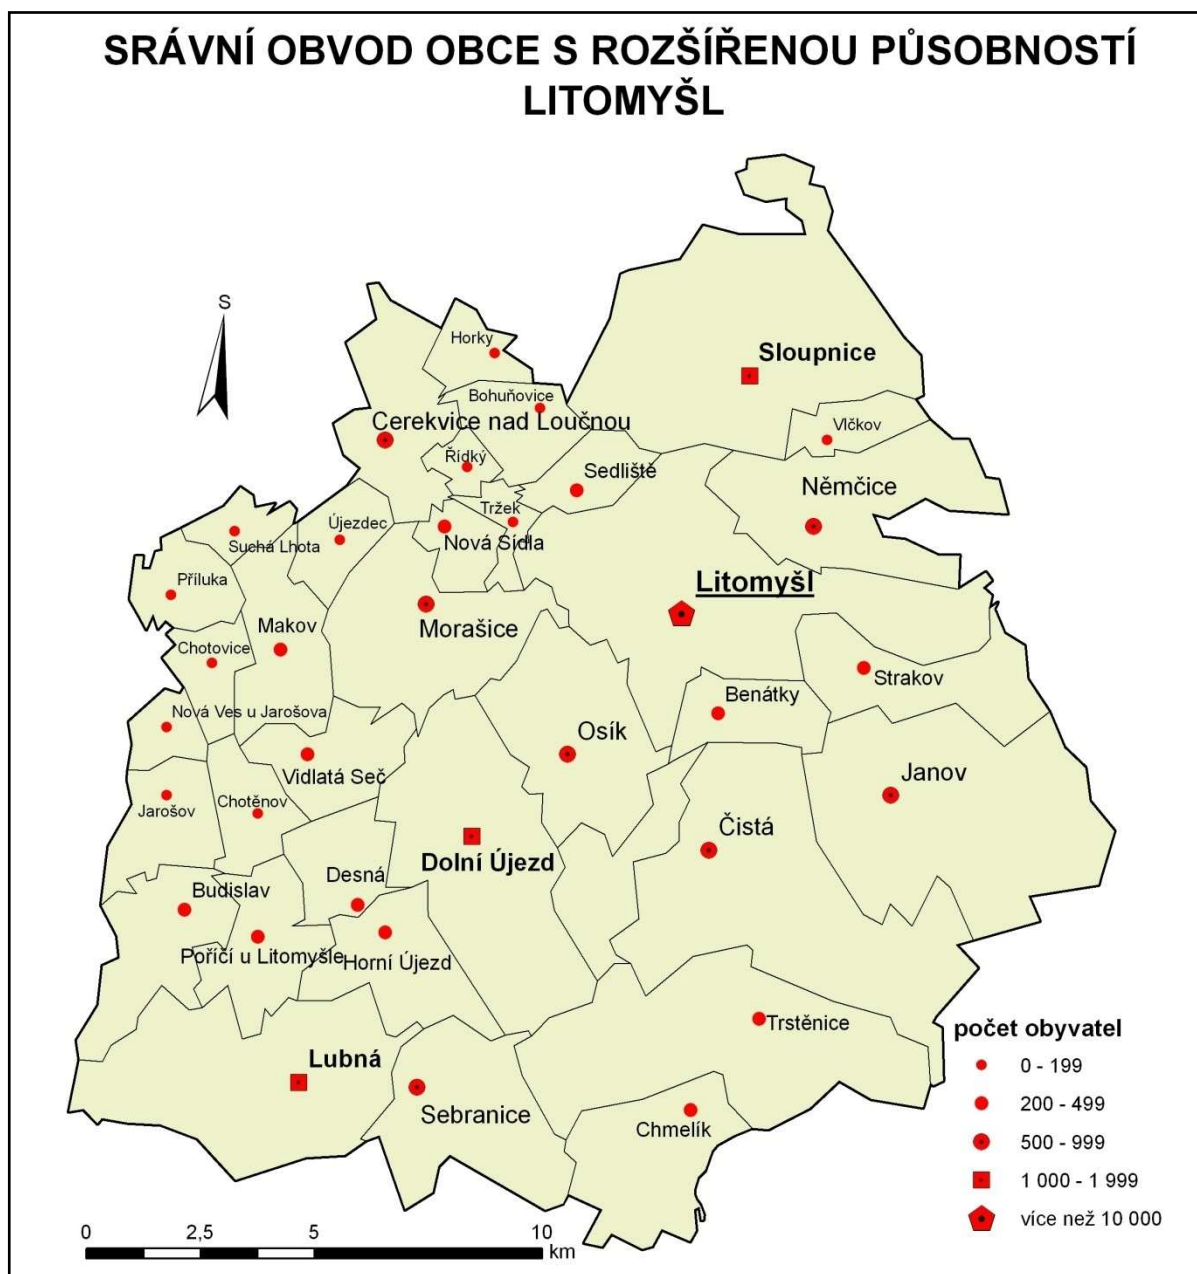 SRÁVNÍ OBVOD OBCE S ROZŠÍŘENOU PŮSOBNOSTÍ
LITOMYŠL
S
Horky
Sloupnice
Bohuňovice
Cerekvice nad Loučnou
Vlčkov
Řídký
Sedliště
Němčice
Tržek
Újezdec
Nová Sídla
Suchá Lhota
Příluka
Litomyšl
Makov
Morašice
Chotovice
Strakov
Benátky
Nová Ves u Jarošova
Osík
Vidlatá Seč
Janov
Chotěnov
Jarošov
Čistá
Dolní Újezd
Desná
Budislav
Poříčí u Litomyšle
Horní Újezd
Trstěnice
Lubná
Sebranice
Chmelík
počet obyvatel
0 - 199
200 - 499
500 - 999
1 000 - 1 999
více než 10 000
0 2,5 5 10
km